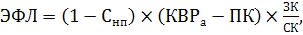 ЭФЛ = (1 − Снп) × (КВРа − ПК) × ЗК/СК,